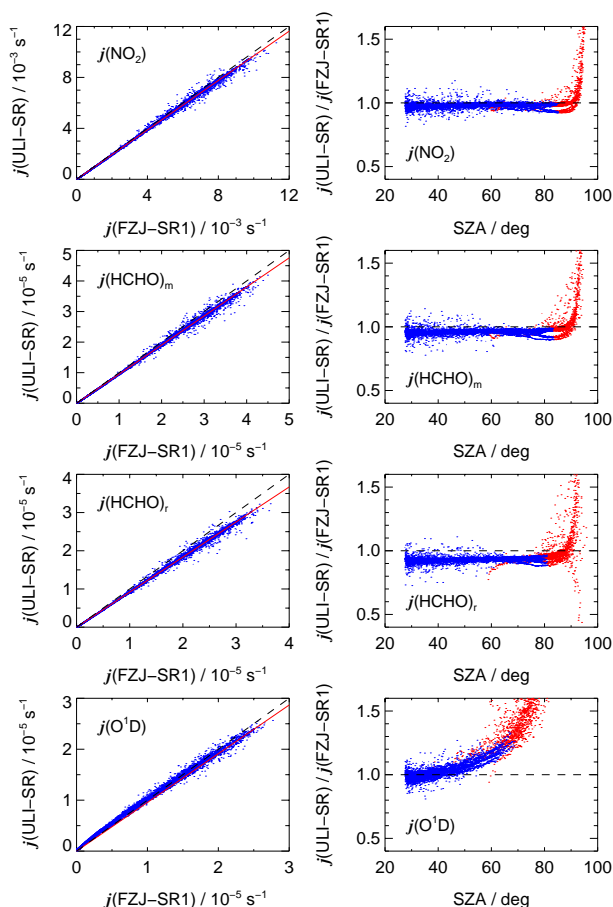 j(NO₂)
j(ULI–SR) / 10⁻³ s⁻¹
12
9
6
3
0
0 4 8 12
j(FZJ–SR1) / 10⁻³ s⁻¹
j(NO₂)
j(ULI–SR) / j(FZJ–SR1)
1.5
1.0
0.5
20 40 60 80 100
SZA / deg
j(HCHO)ₘ
j(ULI–SR) / 10⁻⁵ s⁻¹
5
4
3
2
1
0
0 1 2 3 4 5
j(FZJ–SR1) / 10⁻⁵ s⁻¹
j(HCHO)ₘ
j(ULI–SR) / j(FZJ–SR1)
1.5
1.0
0.5
20 40 60 80 100
SZA / deg
j(HCHO)ᵣ
j(ULI–SR) / 10⁻⁵ s⁻¹
4
3
2
1
0
0 1 2 3 4
j(FZJ–SR1) / 10⁻⁵ s⁻¹
j(HCHO)ᵣ
j(ULI–SR) / j(FZJ–SR1)
1.5
1.0
0.5
20 40 60 80 100
SZA / deg
j(O¹D)
j(ULI–SR) / 10⁻⁵ s⁻¹
3
2
1
0
0 1 2 3
j(FZJ–SR1) / 10⁻⁵ s⁻¹
j(O¹D)
j(ULI–SR) / j(FZJ–SR1)
1.5
1.0
0.5
20 40 60 80 100
SZA / deg